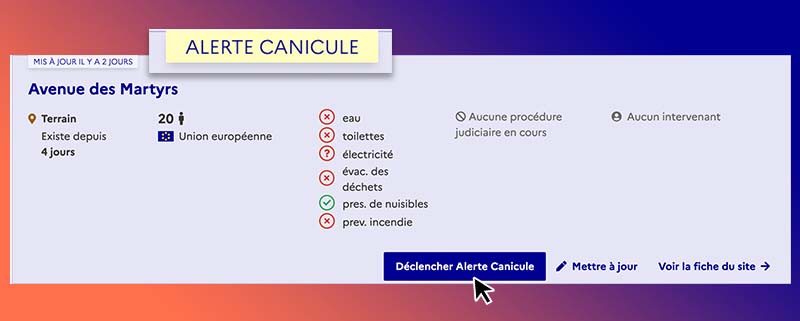 ALERTE CANICULE
MIS À JOUR IL Y A 2 JOURS
Avenue des Martyrs
Terrain
Existe depuis
4 jours
20
Union européenne
eau
toilettes
électricité
évac. des
déchets
pres. de nuisibles
prev. incendie
Aucune procédure
judiciaire en cours
Aucun intervenant
Déclencher Alerte Canicule
Mettre à jour
Voir la fiche du site